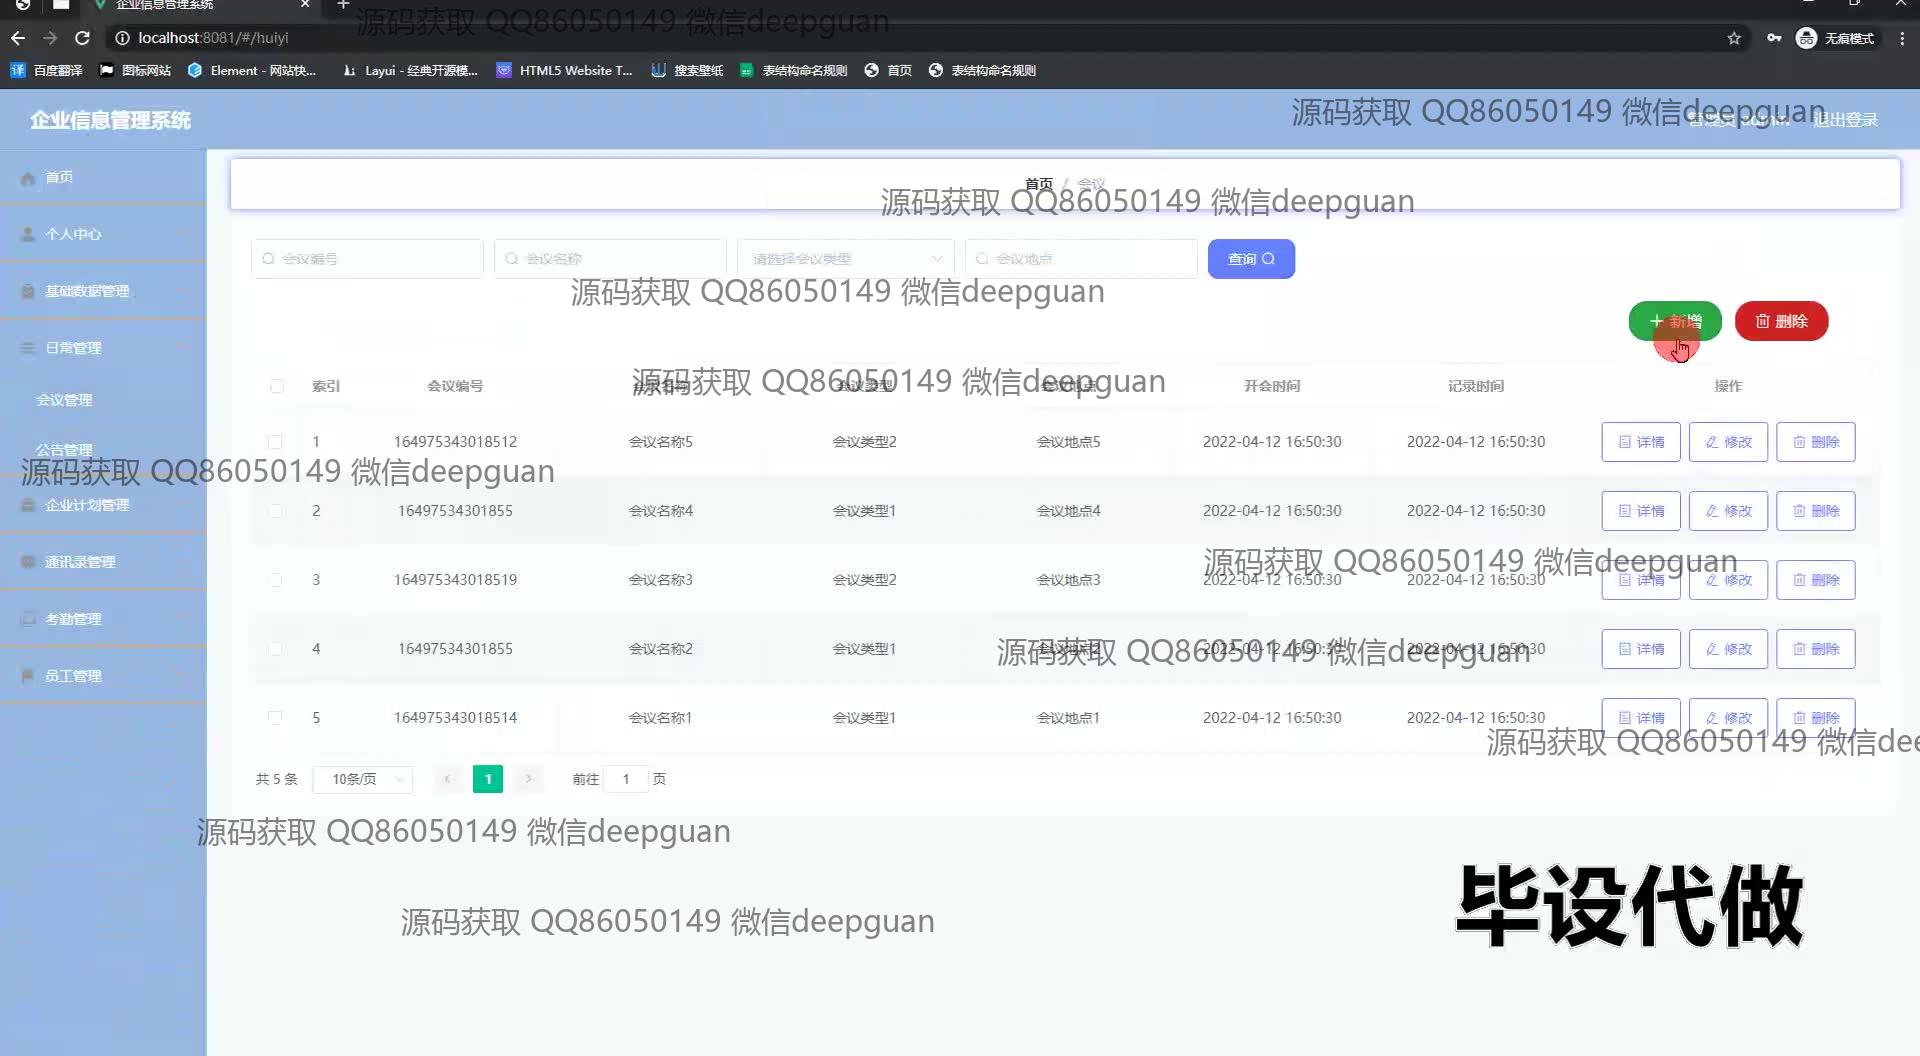 企业信息管理系统
源码获取 QQ86050149 微信deepguan
localhost:8081/#/huiyi
无痕模式
百度翻译
图标网站
Element - 网站快...
Layui - 经典开源模...
HTML5 Website T...
搜索壁纸
表结构命名规则
首页
表结构命名规则
企业信息管理系统
源码获取 QQ86050149 微信deepguan
管理员 admin
退出登录
首页
个人中心
基础数据管理
日常管理
会议管理
公告管理
企业计划管理
通讯录管理
考勤管理
员工管理
首页 / 会议
源码获取 QQ86050149 微信deepguan
会议编号
会议名称
请选择会议类型
会议地点
查询
源码获取 QQ86050149 微信deepguan
新增
删除
索引 会议编号 会议名称 会议类型 会议地点 开会时间 记录时间 操作
源码获取 QQ86050149 微信deepguan
1 164975343018512 会议名称5 会议类型2 会议地点5 2022-04-12 16:50:30 2022-04-12 16:50:30 详情 修改 删除
源码获取 QQ86050149 微信deepguan
2 16497534301855 会议名称4 会议类型1 会议地点4 2022-04-12 16:50:30 2022-04-12 16:50:30 详情 修改 删除
源码获取 QQ86050149 微信deepguan
3 164975343018519 会议名称3 会议类型2 会议地点3 2022-04-12 16:50:30 2022-04-12 16:50:30 详情 修改 删除
4 16497534301855 会议名称2 会议类型1 会议地点2 2022-04-12 16:50:30 2022-04-12 16:50:30 详情 修改 删除
源码获取 QQ86050149 微信deepguan
5 164975343018514 会议名称1 会议类型1 会议地点1 2022-04-12 16:50:30 2022-04-12 16:50:30 详情 修改 删除
源码获取 QQ86050149 微信dee
共 5 条 10条/页 1 前往 1 页
源码获取 QQ86050149 微信deepguan
源码获取 QQ86050149 微信deepguan
毕设代做